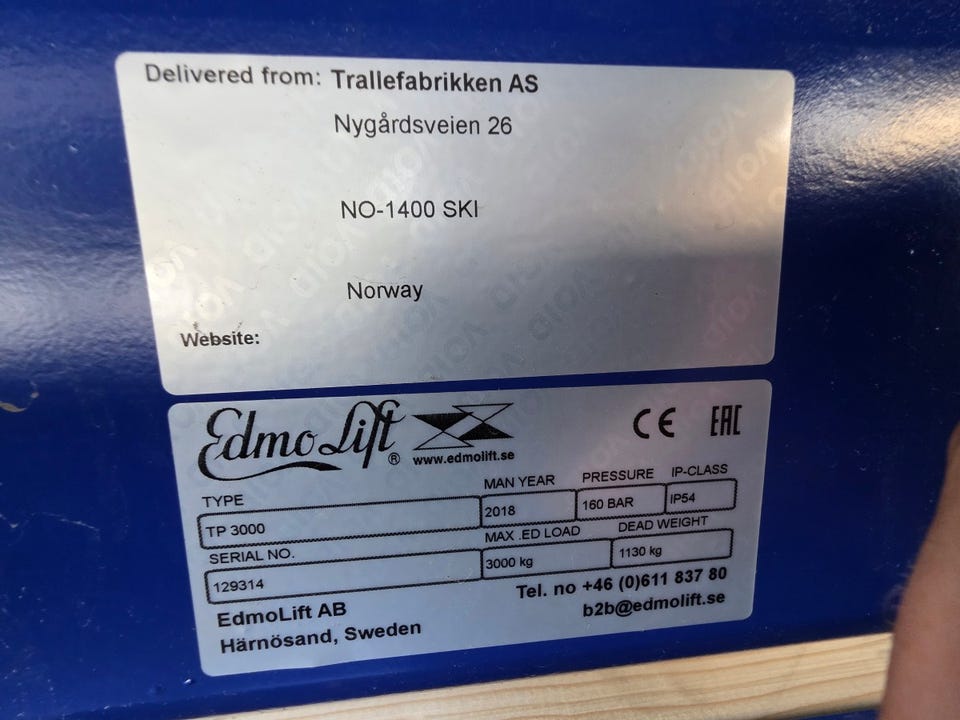 Delivered from: Trallefabrikken AS
Nygårdsveien 26
NO-1400 SKI
Norway
Website:
EdmoLift®
www.edmolift.se
CE EAC
TYPE MAN YEAR PRESSURE IP-CLASS
TP 3000 2018 160 BAR IP54
SERIAL NO. MAX .ED LOAD DEAD WEIGHT
129314 3000 kg 1130 kg
EdmoLift AB Tel. no +46 (0)611 837 80
Härnösand, Sweden b2b@edmolift.se
VOID